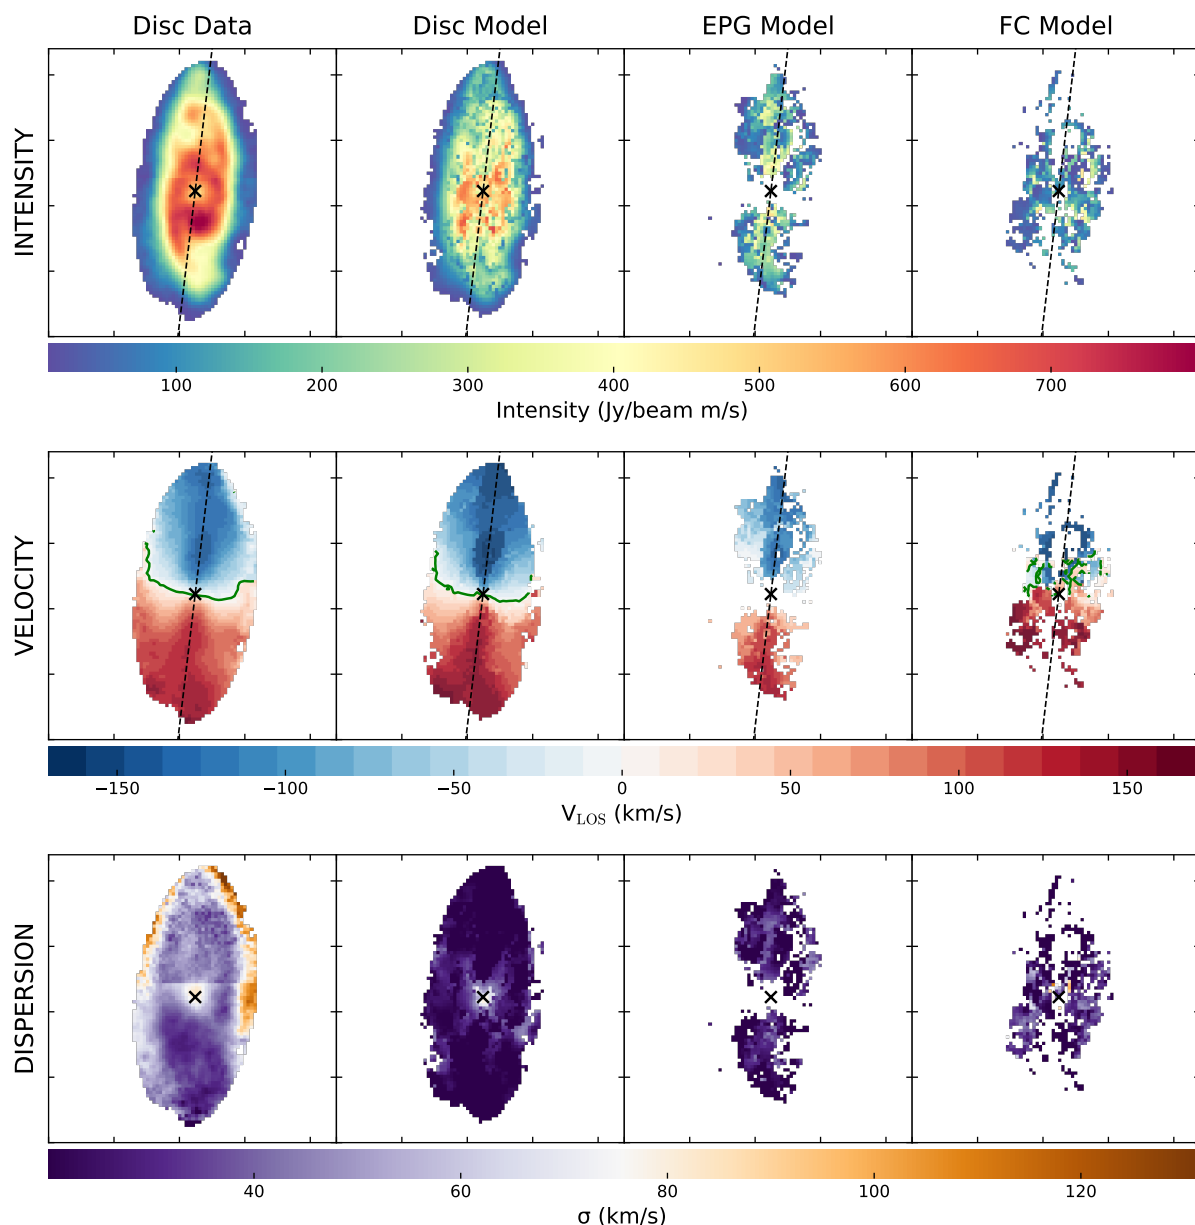 Disc Data Disc Model EPG Model FC Model
INTENSITY
100 200 300 400 500 600 700
Intensity (Jy/beam m/s)
VELOCITY
−150 −100 −50 0 50 100 150
V_LOS (km/s)
DISPERSION
40 60 80 100 120
σ (km/s)